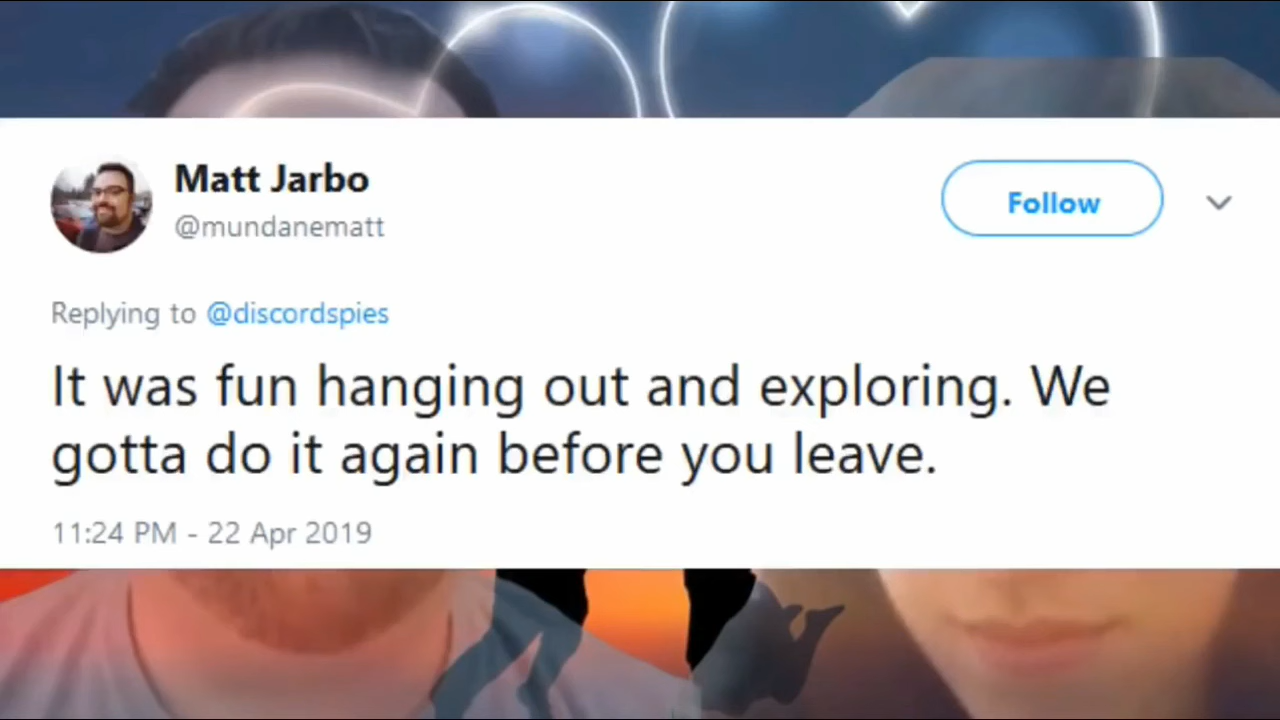 Matt Jarbo
@mundanematt
Follow
Replying to @discordspies
It was fun hanging out and exploring. We
gotta do it again before you leave.
11:24 PM - 22 Apr 2019